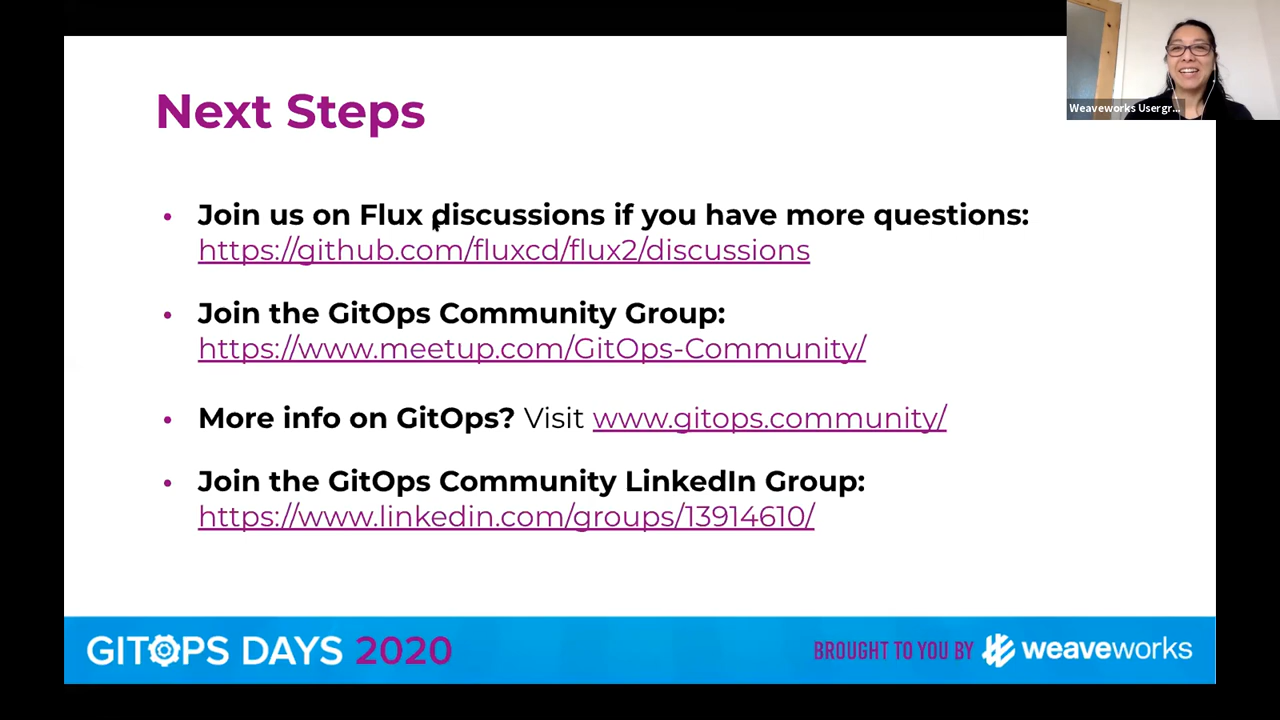 Next Steps
Weaveworks Usergr...
• Join us on Flux discussions if you have more questions:
https://github.com/fluxcd/flux2/discussions
• Join the GitOps Community Group:
https://www.meetup.com/GitOps-Community/
• More info on GitOps? Visit www.gitops.community/
• Join the GitOps Community LinkedIn Group:
https://www.linkedin.com/groups/13914610/
GITOPS DAYS 2020
BROUGHT TO YOU BY weaveworks